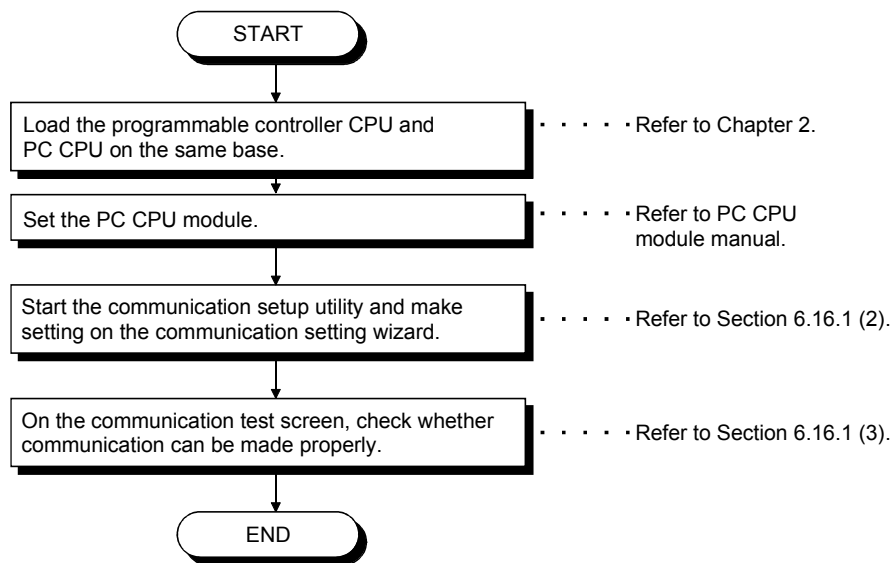 START
Load the programmable controller CPU and
PC CPU on the same base.
Refer to Chapter 2.
Set the PC CPU module.
Refer to PC CPU
module manual.
Start the communication setup utility and make
setting on the communication setting wizard.
Refer to Section 6.16.1 (2).
On the communication test screen, check whether
communication can be made properly.
Refer to Section 6.16.1 (3).
END